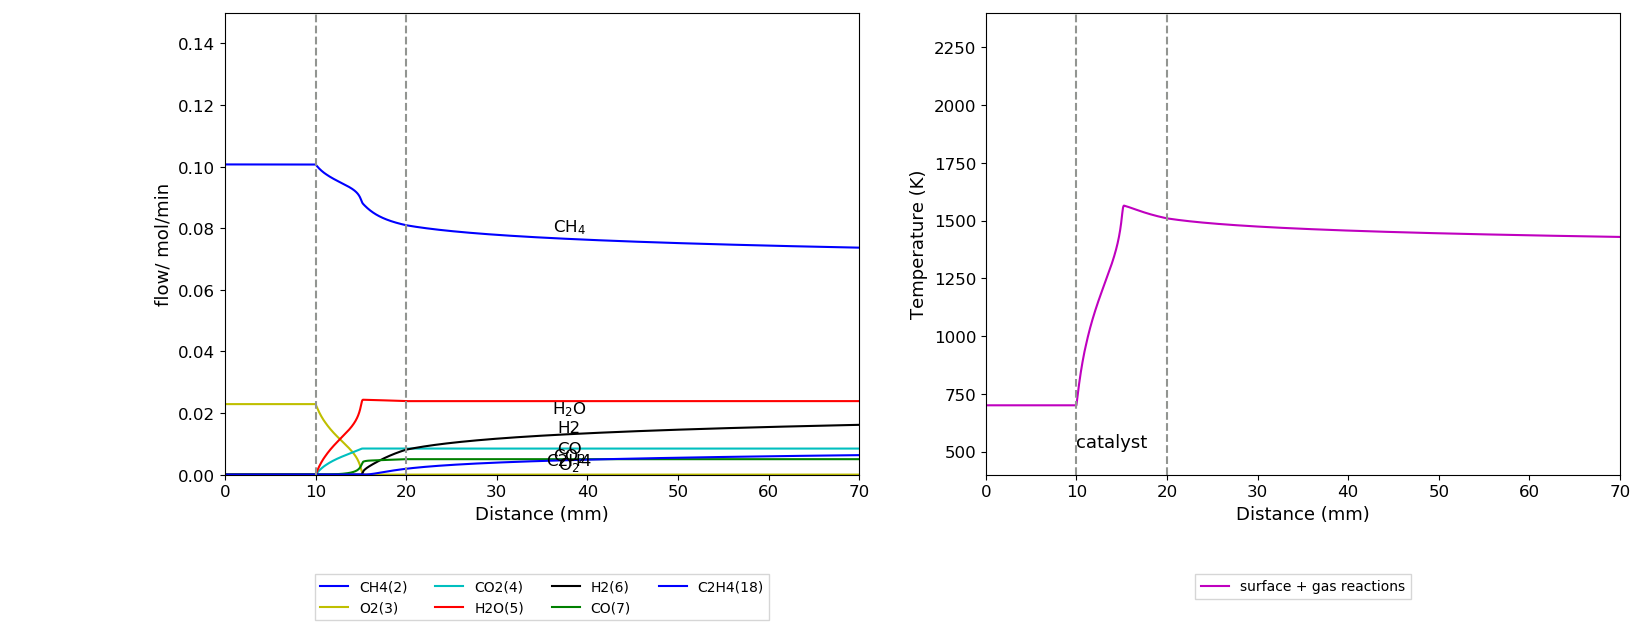 0.14
0.12
0.10
0.08
0.06
0.04
0.02
0.00
flow/ mol/min
CH₄
H₂O
H2
CO
C2H4
O₂
0 10 20 30 40 50 60 70
Distance (mm)
CH4(2) CO2(4) H2(6) C2H4(18)
O2(3) H2O(5) CO(7)
2250
2000
1750
1500
1250
1000
750
500
Temperature (K)
catalyst
0 10 20 30 40 50 60 70
Distance (mm)
surface + gas reactions